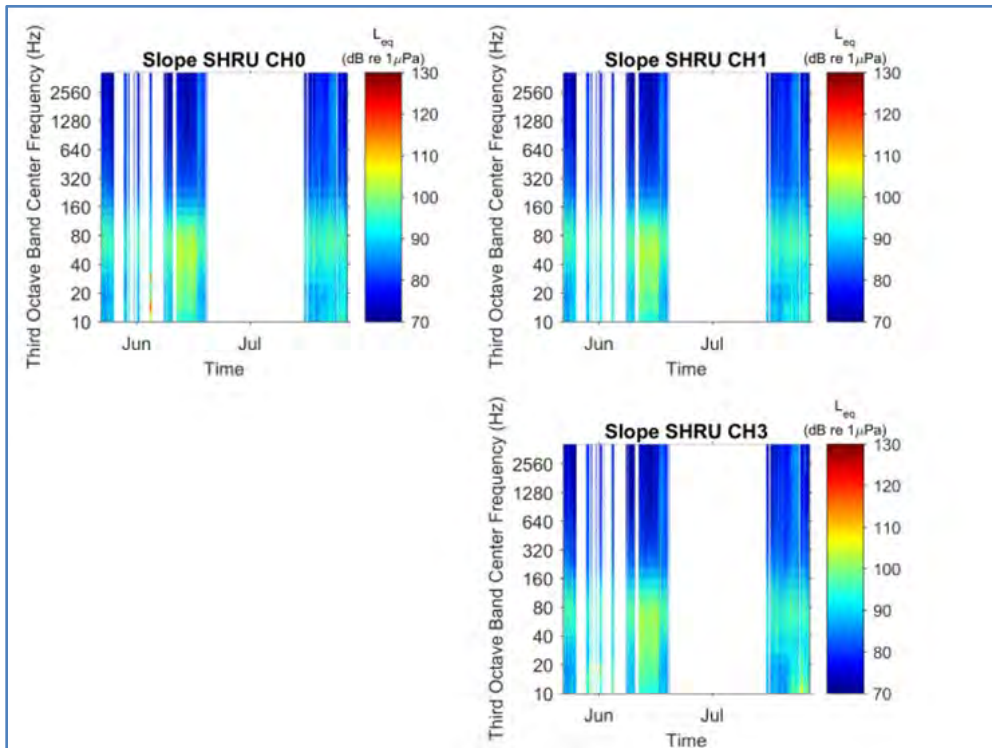 Slope SHRU CH0
L_eq
(dB re 1μPa)
Third Octave Band Center Frequency (Hz)
2560
1280
640
320
160
80
40
20
10
Jun
Jul
Time
130
120
110
100
90
80
70
Slope SHRU CH1
L_eq
(dB re 1μPa)
Third Octave Band Center Frequency (Hz)
2560
1280
640
320
160
80
40
20
10
Jun
Jul
Time
130
120
110
100
90
80
70
Slope SHRU CH3
L_eq
(dB re 1μPa)
Third Octave Band Center Frequency (Hz)
2560
1280
640
320
160
80
40
20
10
Jun
Jul
Time
130
120
110
100
90
80
70